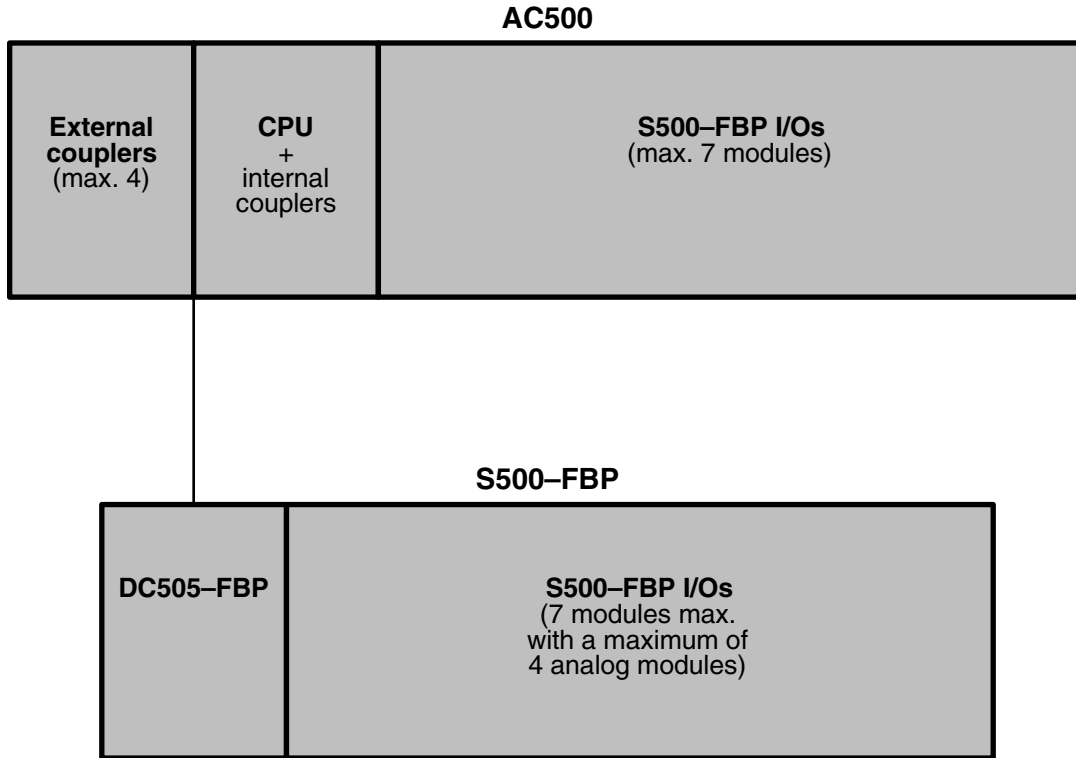 AC500
External
couplers
(max. 4)
CPU
+
internal
couplers
S500–FBP I/Os
(max. 7 modules)
S500–FBP
DC505–FBP
S500–FBP I/Os
(7 modules max.
with a maximum of
4 analog modules)